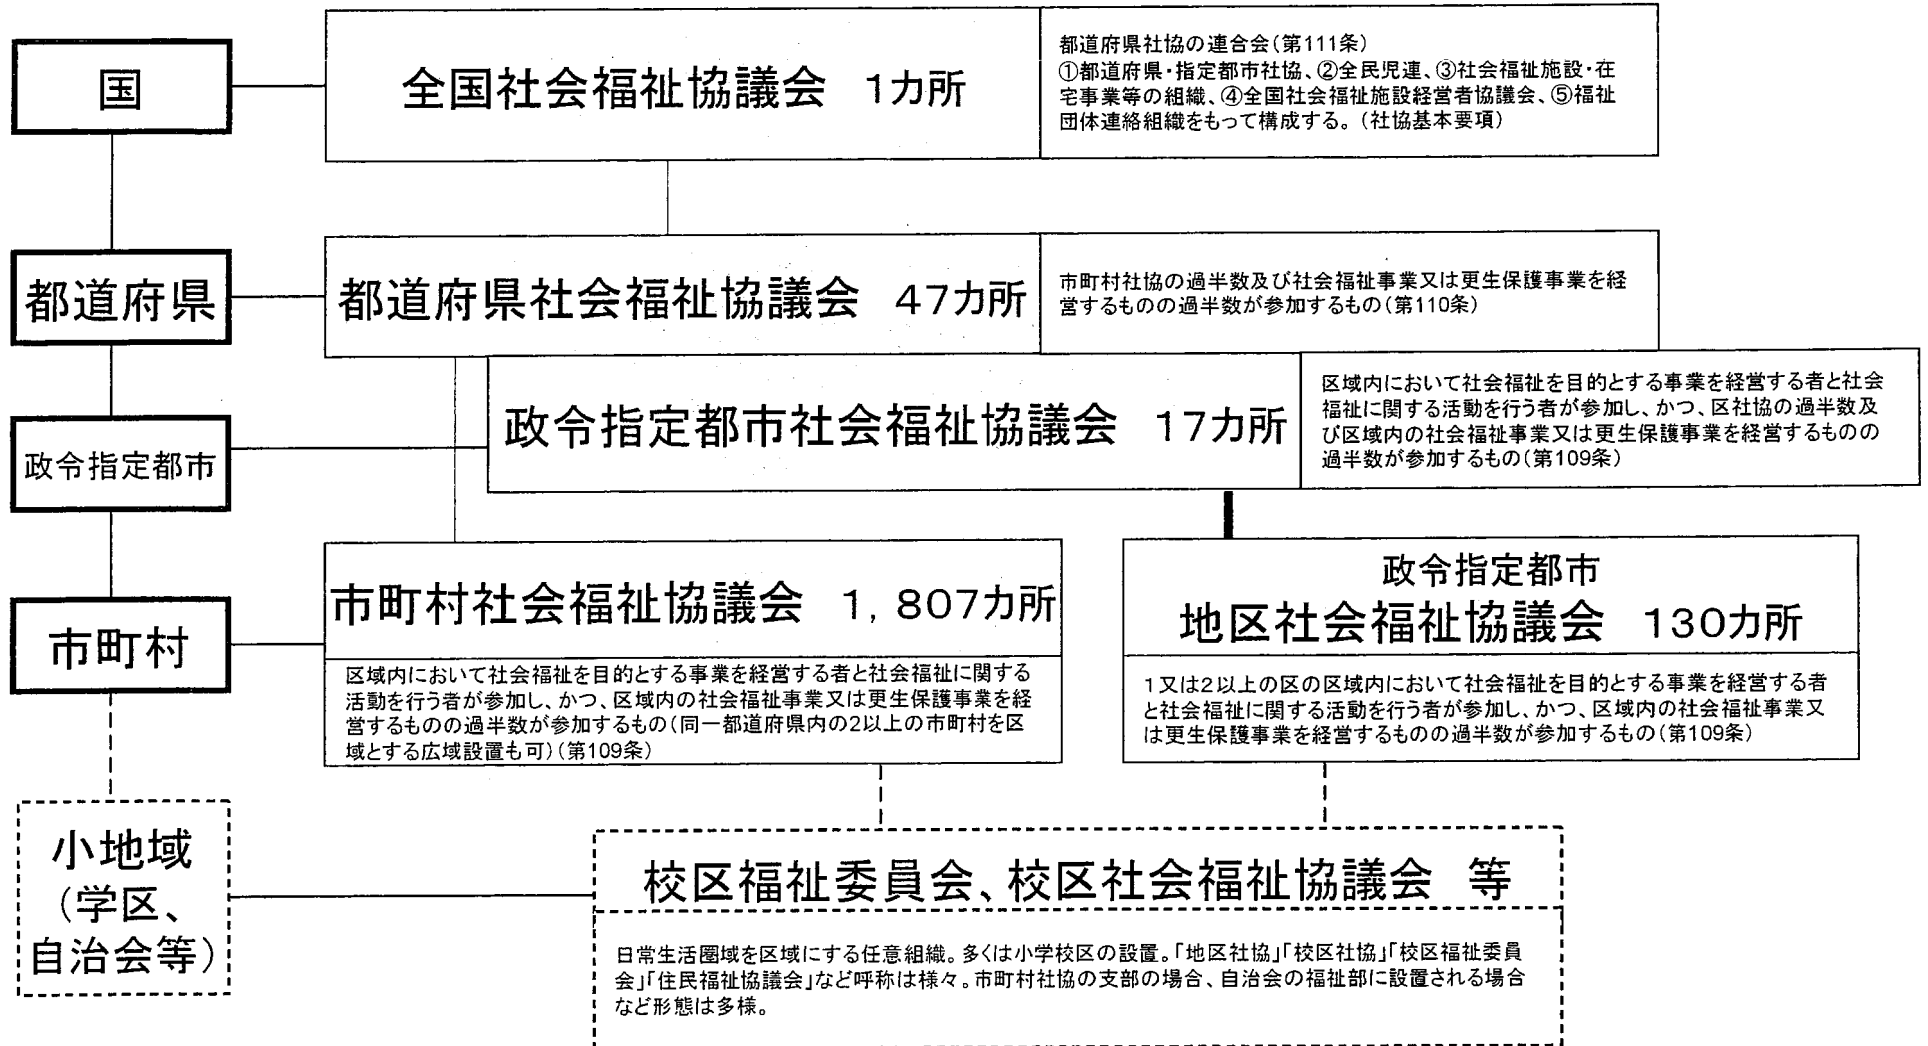 国
全国社会福祉協議会　1カ所
都道府県社協の連合会(第111条)
①都道府県・指定都市社協、②全民児連、③社会福祉施設・在
宅事業等の組織、④全国社会福祉施設経営者協議会、⑤福祉
団体連絡組織をもって構成する。(社協基本要項)
都道府県
都道府県社会福祉協議会　47カ所
市町村社協の過半数及び社会福祉事業又は更生保護事業を経
営するものの過半数が参加するもの(第110条)
政令指定都市
政令指定都市社会福祉協議会　17カ所
区域内において社会福祉を目的とする事業を経営する者と社会
福祉に関する活動を行う者が参加し、かつ、区社協の過半数及
び区域内の社会福祉事業又は更生保護事業を経営するものの
過半数が参加するもの(第109条)
市町村
市町村社会福祉協議会　1，807カ所
区域内において社会福祉を目的とする事業を経営する者と社会福祉に関する
活動を行う者が参加し、かつ、区域内の社会福祉事業又は更生保護事業を経
営するものの過半数が参加するもの(同一都道府県内の2以上の市町村を区
域とする広域設置も可)(第109条)
政令指定都市
地区社会福祉協議会　130カ所
1又は2以上の区の区域内において社会福祉を目的とする事業を経営する者
と社会福祉に関する活動を行う者が参加し、かつ、区域内の社会福祉事業又
は更生保護事業を経営するものの過半数が参加するもの(第109条)
小地域
(学区、
自治会等)
校区福祉委員会、校区社会福祉協議会　等
日常生活圏域を区域にする任意組織。多くは小学校区の設置。「地区社協」「校区社協」「校区福祉委員
会」「住民福祉協議会」など呼称は様々。市町村社協の支部の場合、自治会の福祉部に設置される場合
など形態は多様。